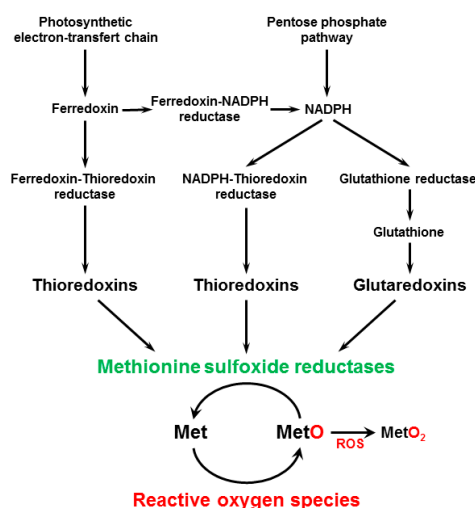 Photosynthetic
electron-transfert chain
Pentose phosphate
pathway
Ferredoxin
Ferredoxin-NADPH
reductase
NADPH
Ferredoxin-Thioredoxin
reductase
NADPH-Thioredoxin
reductase
Glutathione reductase
Glutathione
Thioredoxins
Thioredoxins
Glutaredoxins
Methionine sulfoxide reductases
Met
MetO
ROS
MetO₂
Reactive oxygen species